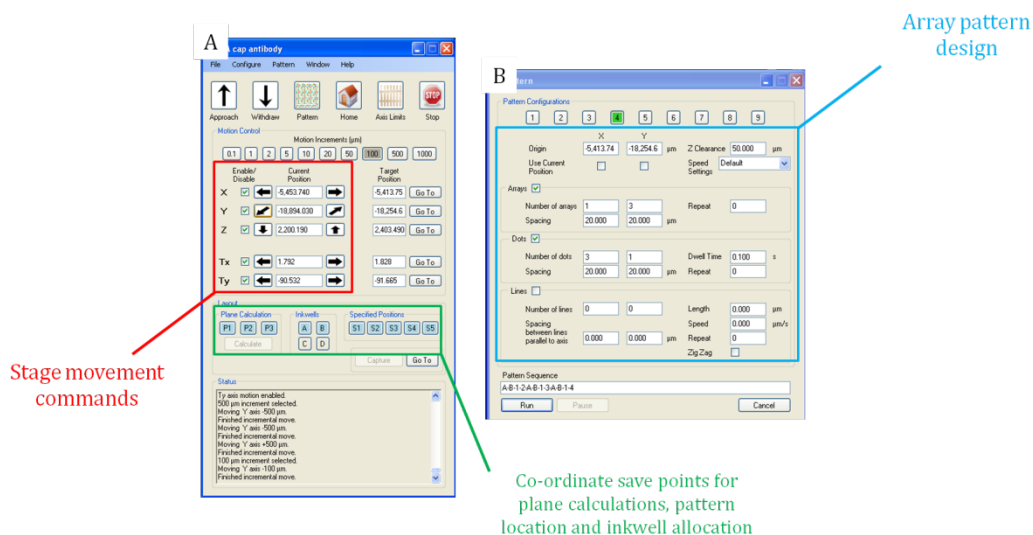 Array pattern
design
A
cap antibody
File Configure Pattern Window Help
Approach Withdraw Pattern Home Axis Limits Stop
STOP
Motion Control
Motion Increments (µm)
0.1 1 2 5 10 20 50 100 500 1000
Enable/
Disable
Current
Position
Target
Position
X -5,453.740 -5,413.75 Go To
Y -18,894.030 -18,254.6 Go To
Z 2,200.190 2,403.490 Go To
Tx 1.792 1.828 Go To
Ty -90.532 -91.665 Go To
Layout
Plane Calculation Inkwells Specified Positions
P1 P2 P3 A B S1 S2 S3 S4 S5
Calculate C D
Capture Go To
Status
Ty axis motion enabled.
500 µm increment selected.
Moving Y axis -500 µm.
Finished incremental move.
Moving Y axis -500 µm.
Finished incremental move.
Moving Y axis +500 µm.
Finished incremental move.
100 µm increment selected.
Moving Y axis -100 µm.
Finished incremental move.
Stage movement
commands
B
Pattern Configurations
1 2 3 4 5 6 7 8 9
X Y
Origin -5,413.74 -18,254.6 µm Z Clearance 50.000 µm
Use Current
Position
Speed
Settings
Default
Arrays
Number of arrays 1 3 Repeat 0
Spacing 20.000 20.000 µm
Dots
Number of dots 3 1 Dwell Time 0.100 s
Spacing 20.000 20.000 µm Repeat 0
Lines
Number of lines 0 0 Length 0.000 µm
Spacing
between lines
parallel to axis
0.000 0.000 µm
Speed 0.000 µm/s
Repeat 0
Zig Zag
Pattern Sequence
A-B-1-2-A-B-1-3-A-B-1-4
Run Pause Cancel
Co-ordinate save points for
plane calculations, pattern
location and inkwell allocation